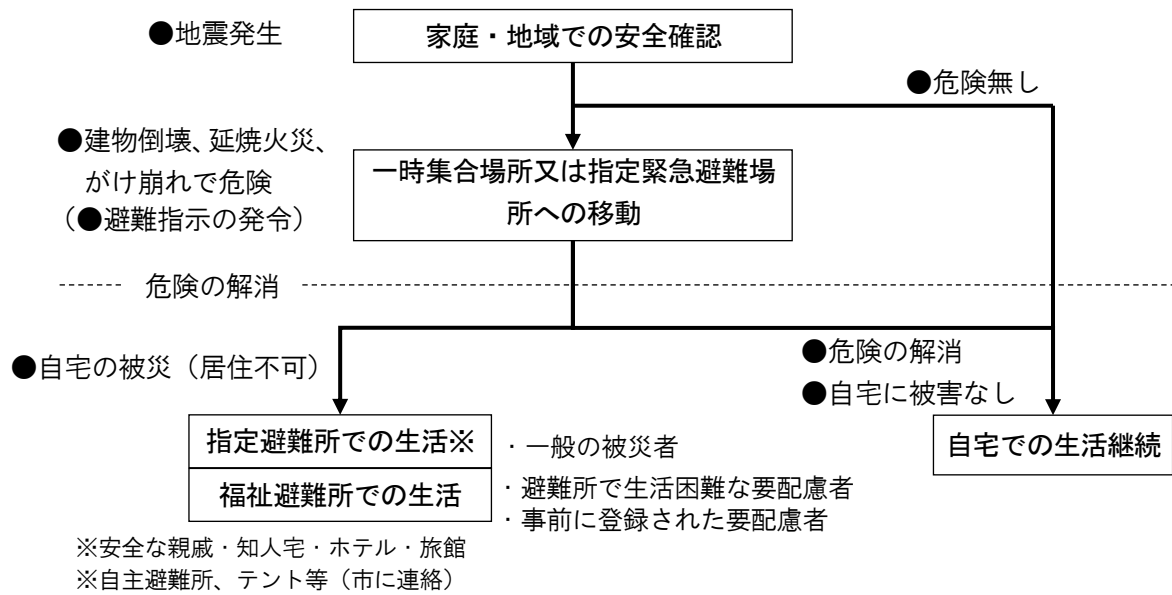 ●地震発生
家庭・地域での安全確認
●危険無し
●建物倒壊、延焼火災、
がけ崩れで危険
（●避難指示の発令）
一時集合場所又は指定緊急避難場
所への移動
危険の解消
●自宅の被災（居住不可）
●危険の解消
●自宅に被害なし
指定避難所での生活※
・一般の被災者
自宅での生活継続
福祉避難所での生活
・避難所で生活困難な要配慮者
・事前に登録された要配慮者
※安全な親戚・知人宅・ホテル・旅館
※自主避難所、テント等（市に連絡）